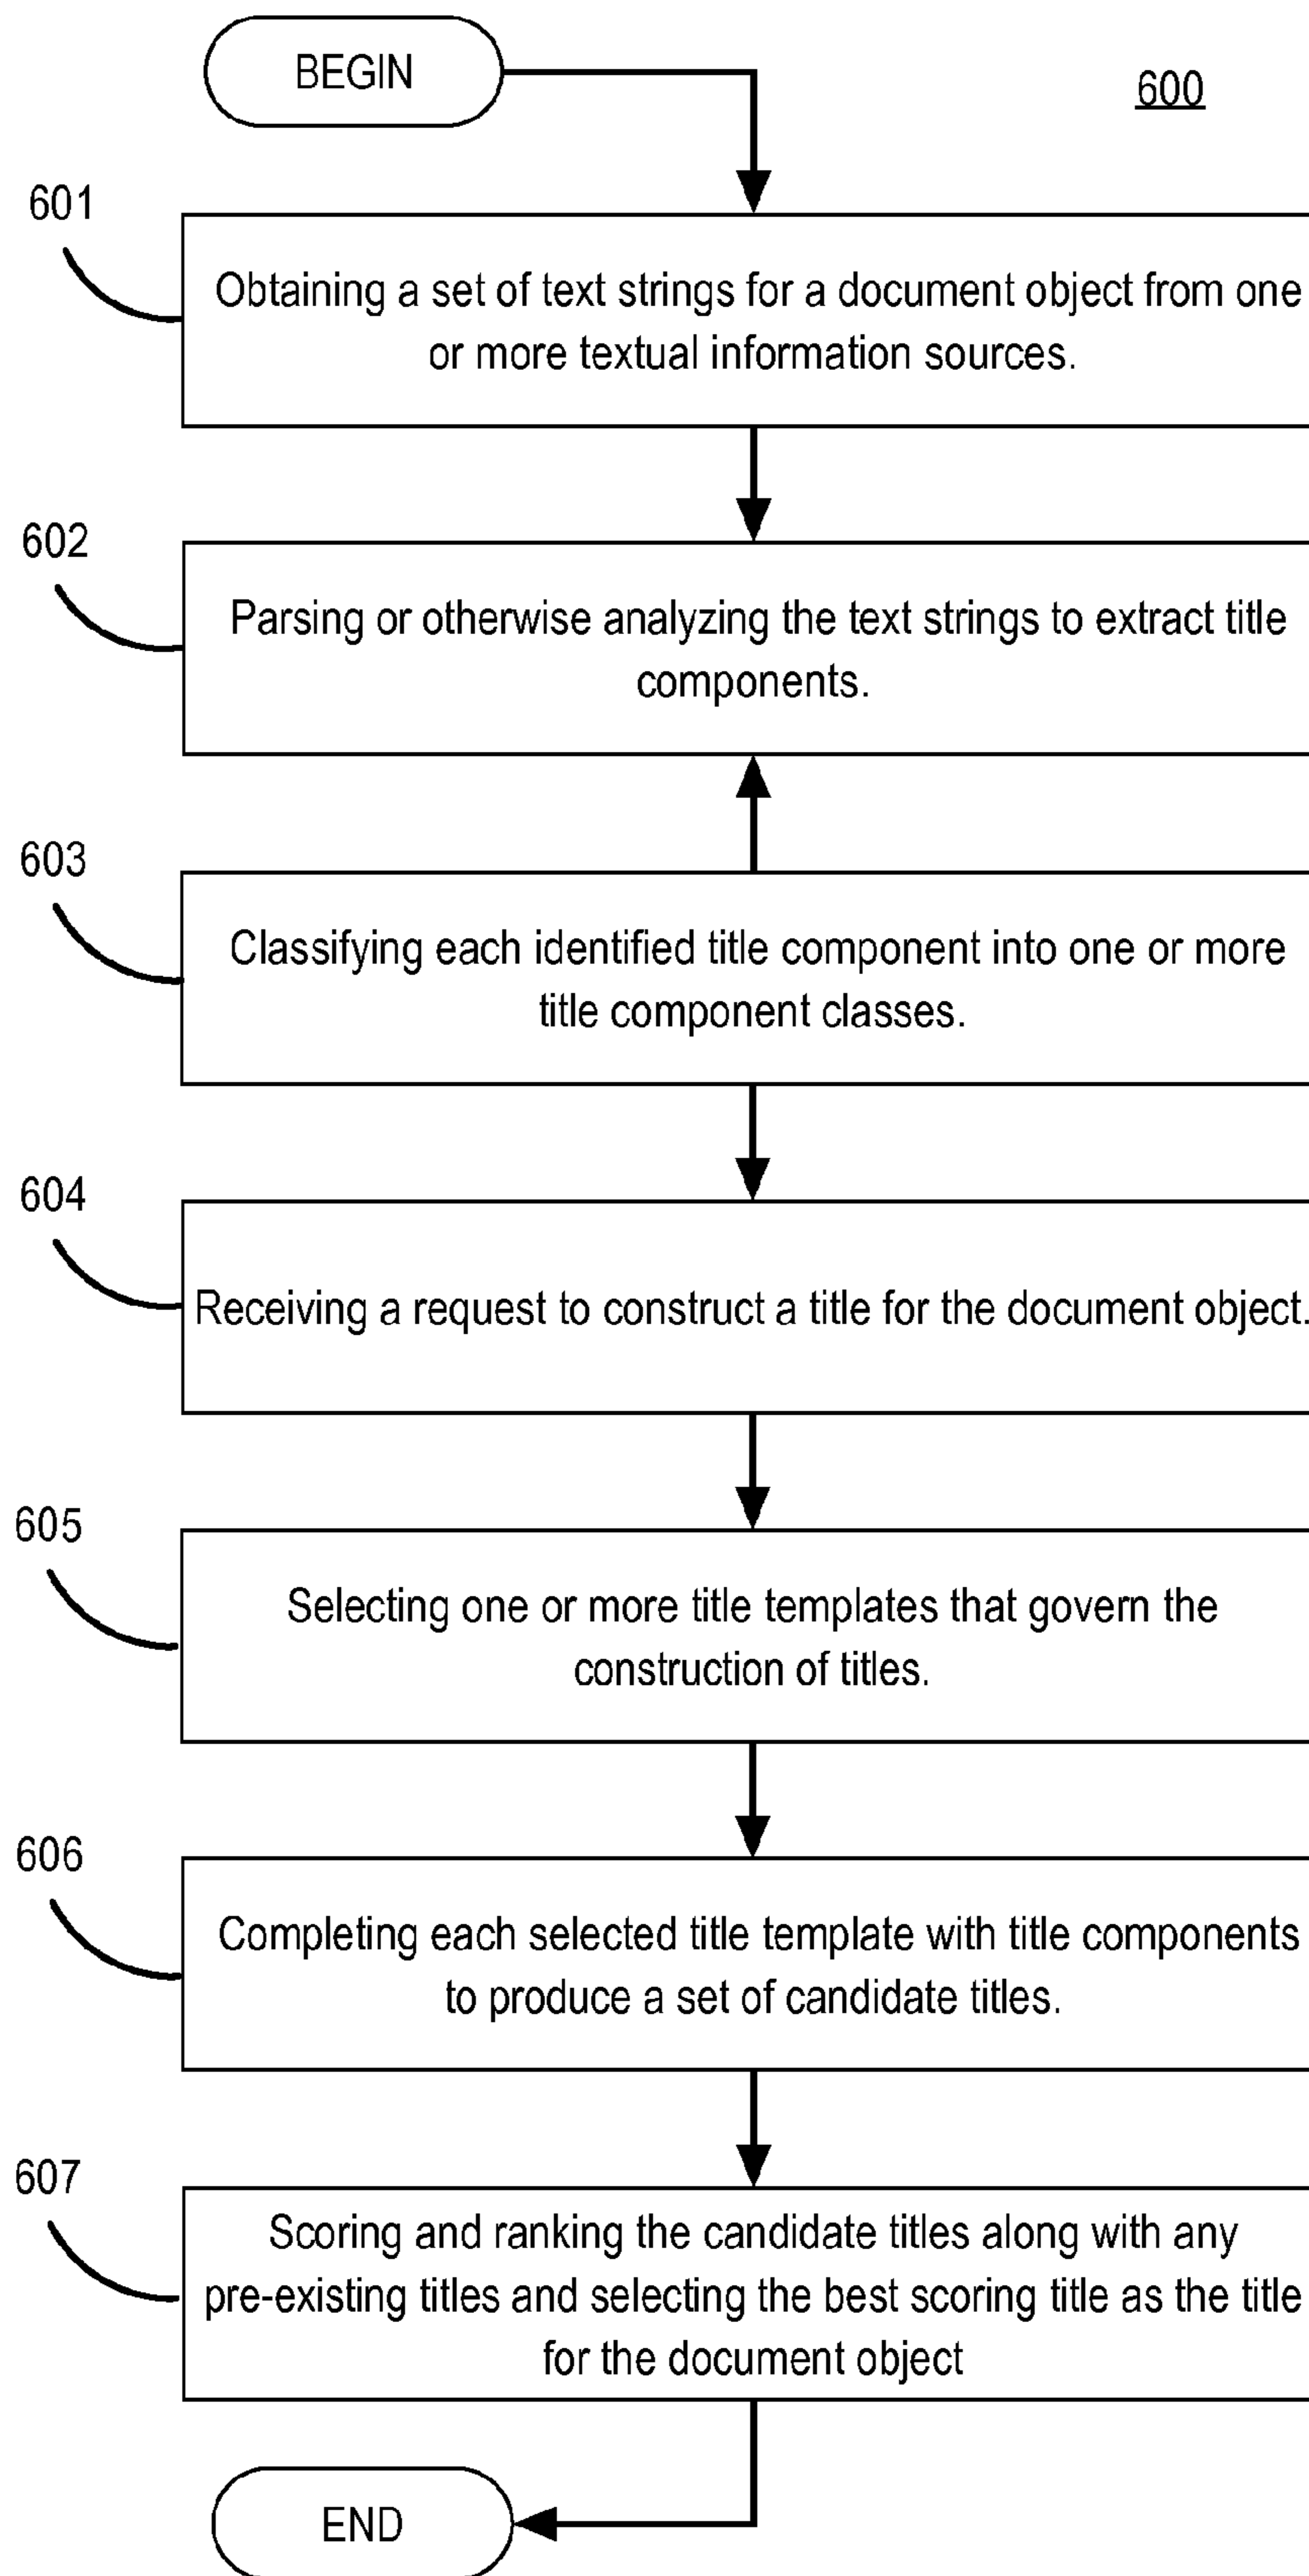 BEGIN
600
601
Obtaining a set of text strings for a document object from one
or more textual information sources.
602
Parsing or otherwise analyzing the text strings to extract title
components.
603
Classifying each identified title component into one or more
title component classes.
604
Receiving a request to construct a title for the document object.
605
Selecting one or more title templates that govern the
construction of titles.
606
Completing each selected title template with title components
to produce a set of candidate titles.
607
Scoring and ranking the candidate titles along with any
pre-existing titles and selecting the best scoring title as the title
for the document object
END